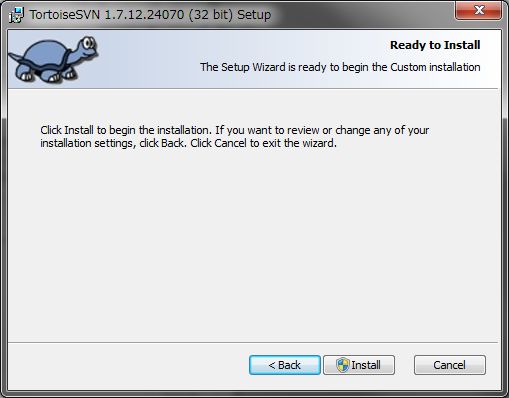 TortoiseSVN 1.7.12.24070 (32 bit) Setup
Ready to Install
The Setup Wizard is ready to begin the Custom installation
Click Install to begin the installation. If you want to review or change any of your
installation settings, click Back. Click Cancel to exit the wizard.
< Back Install Cancel